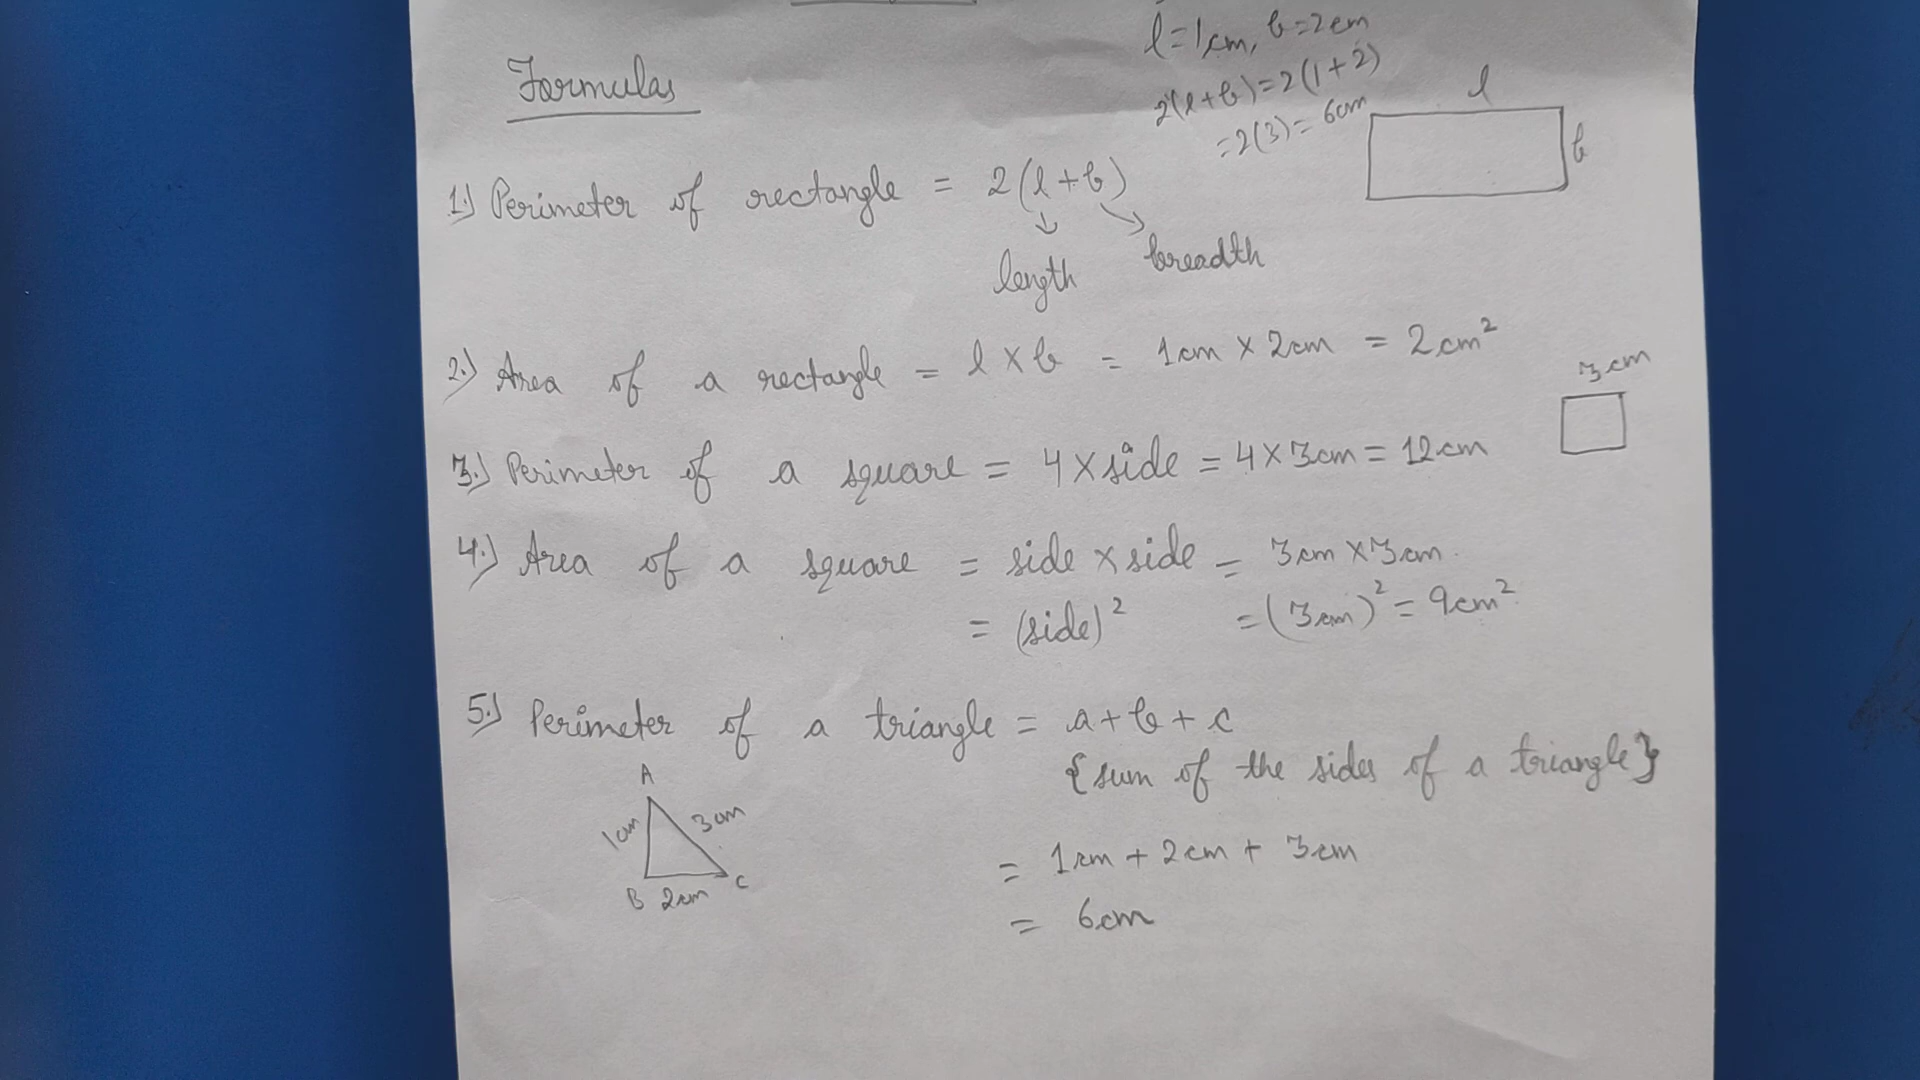 Formulas
l=1cm, b=2cm
2(l+b)=2(1+2)
=2(3)=6cm
l
b
1.) Perimeter of rectangle = 2(l+b)
length breadth
2.) Area of a rectangle = l×b = 1cm × 2cm = 2cm²
3cm
3.) Perimeter of a square = 4×side = 4×3cm = 12cm
4.) Area of a square = side × side = 3cm ×3cm
= (side)² =(3cm)² = 9cm²
5.) Perimeter of a triangle = a+b+c
{sum of the sides of a triangle}
A
1cm 3cm
B 2cm C
= 1cm + 2cm + 3cm
= 6cm